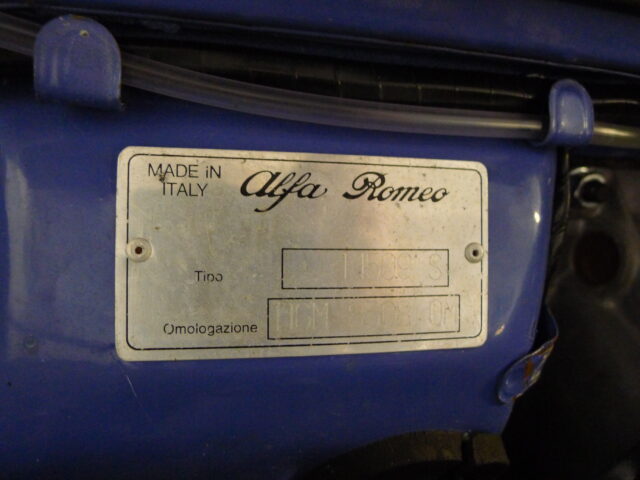 MADE iN
ITALY
Alfa Romeo
Tipo
Omologazione